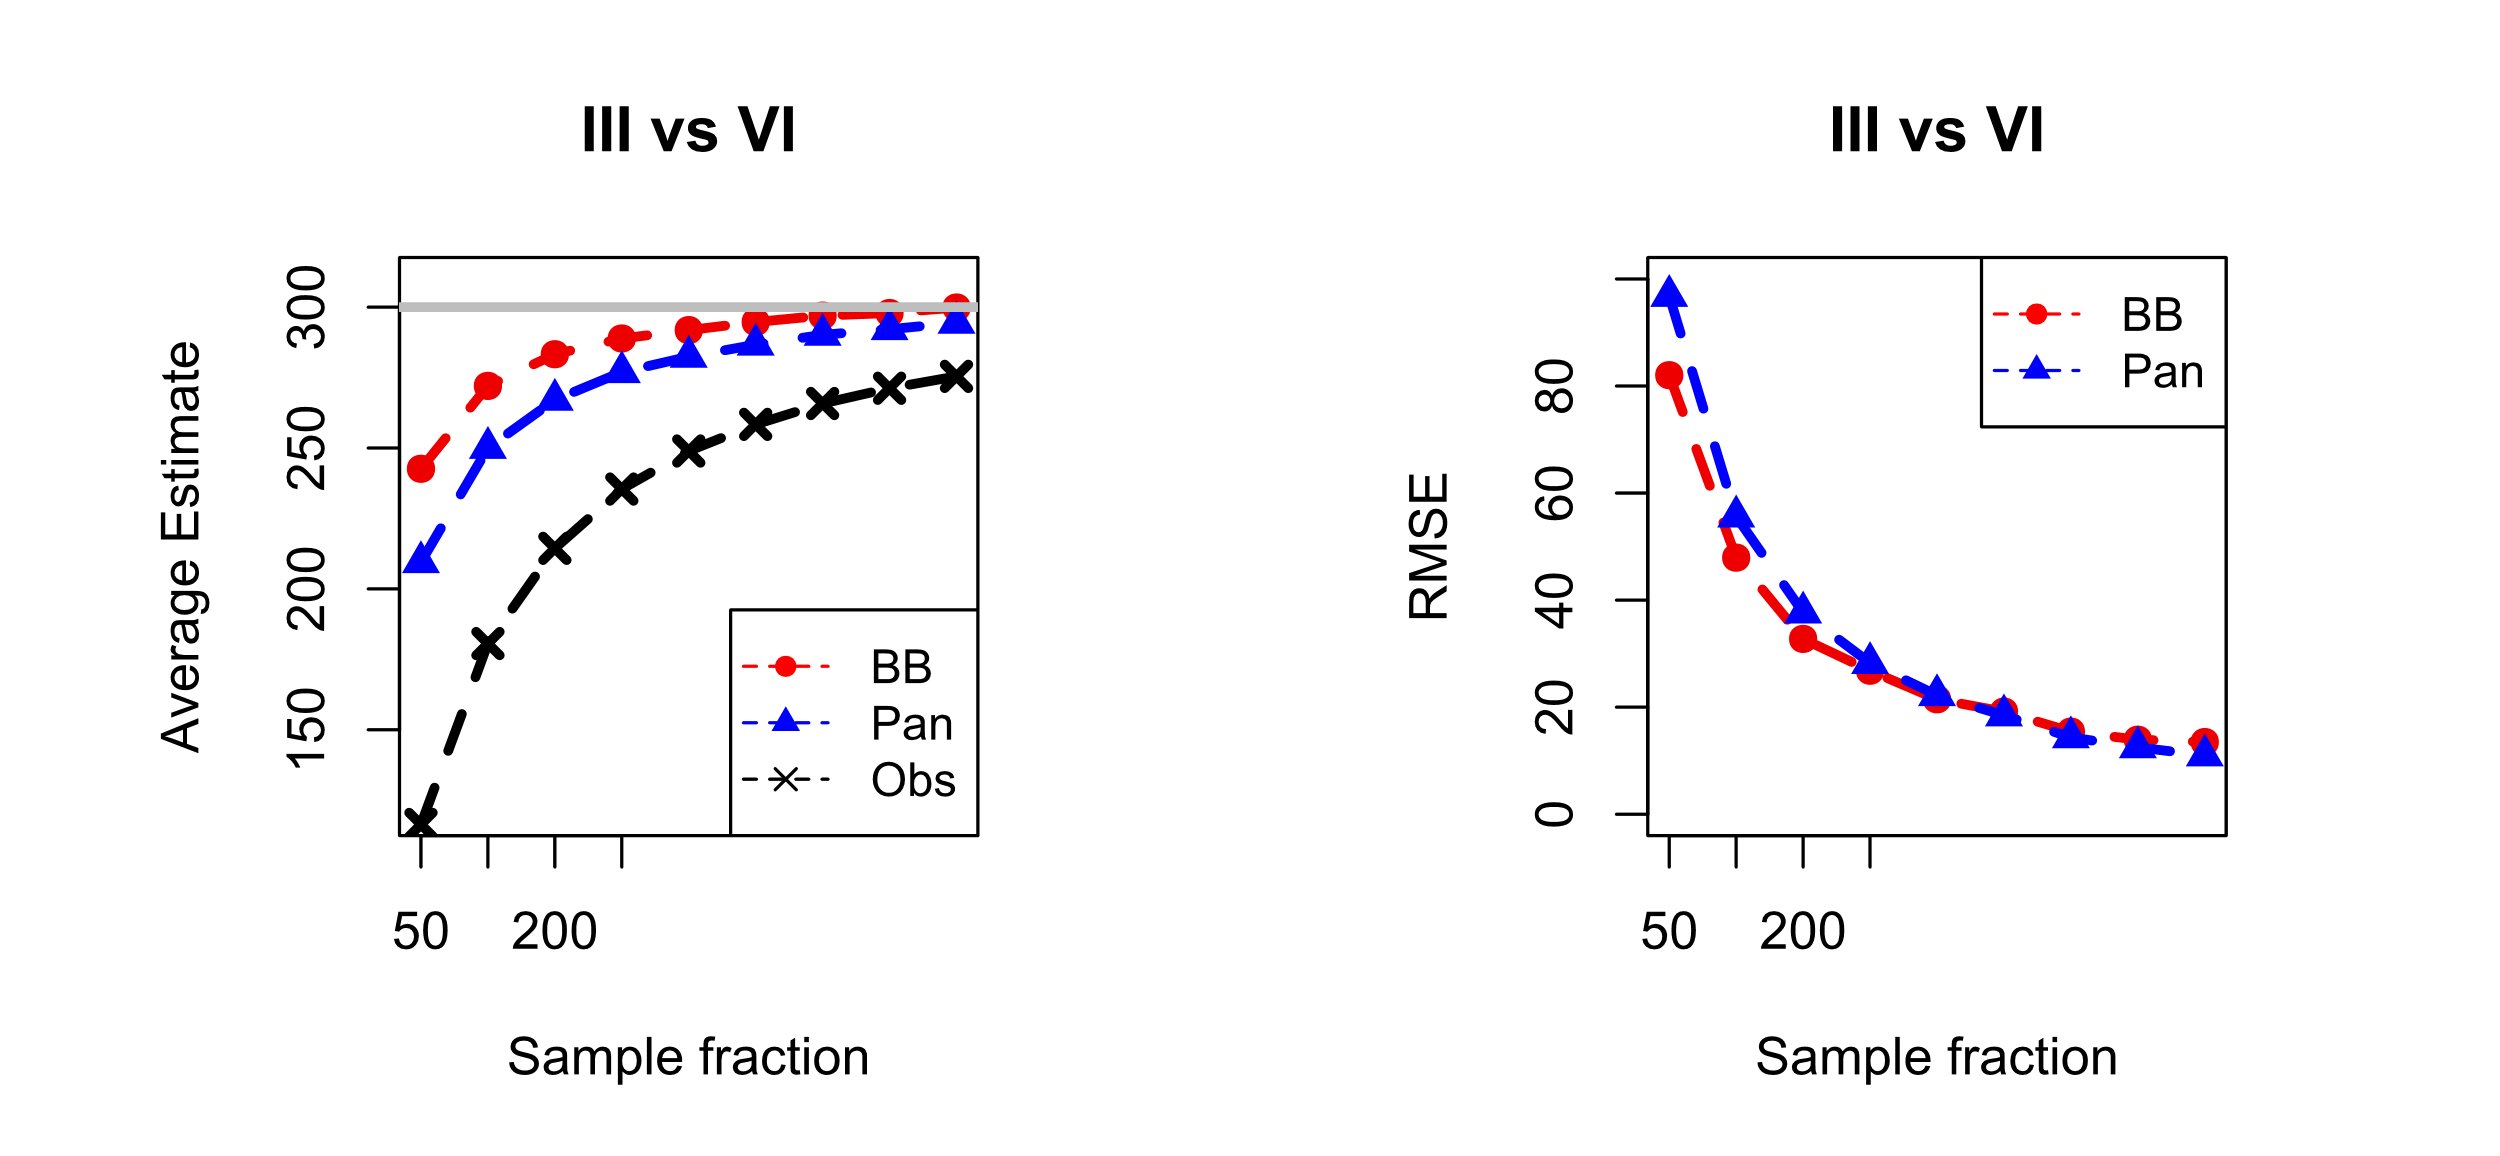 III vs VI
Average Estimate
300
250
200
150
BB
Pan
Obs
50 200
Sample fraction
III vs VI
RMSE
80
60
40
20
0
BB
Pan
50 200
Sample fraction